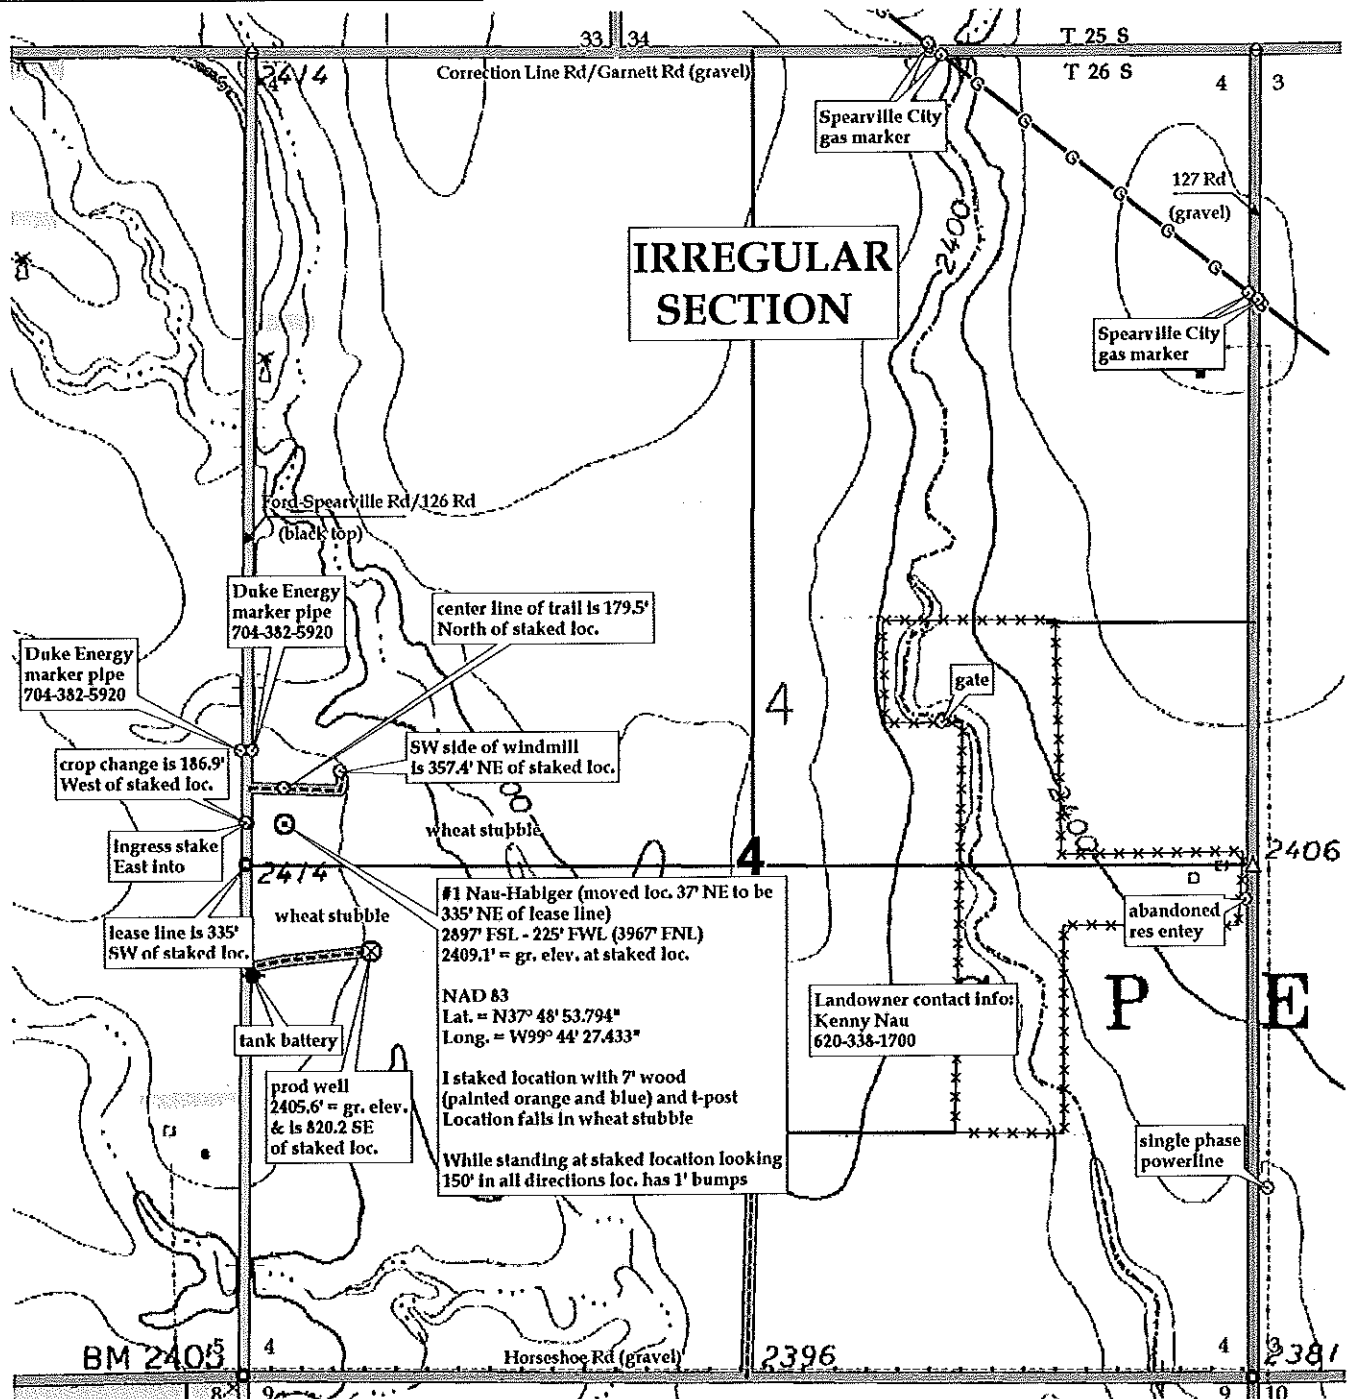 33 34
T 25 S
2414
Correction Line Rd/Garnett Rd (gravel)
T 26 S
4
4 3
Spearville City
gas marker
127 Rd
(gravel)
2400
IRREGULAR
SECTION
Spearville City
gas marker
Ford-Spearville Rd/126 Rd
(black top)
Duke Energy
marker pipe
704-382-5920
center line of trail is 179.5'
North of staked loc.
Duke Energy
marker pipe
704-382-5920
gate
4
SW side of windmill
is 357.4' NE of staked loc.
crop change is 186.9'
West of staked loc.
wheat stubble
ingress stake
East into
4
2406
2414
#1 Nau-Habiger (moved loc. 37' NE to be
335' NE of lease line)
2897' FSL - 225' FWL (3967' FNL)
2409.1' = gr. elev. at staked loc.
NAD 83
Lat. = N37° 48' 53.794"
Long. = W99° 44' 27.433"
I staked location with 7' wood
(painted orange and blue) and t-post
Location falls in wheat stubble
While standing at staked location looking
150' in all directions loc. has 1' bumps
wheat stubble
lease line is 335'
SW of staked loc.
abandoned
res entey
P E
Landowner contact info:
Kenny Nau
620-338-1700
tank battery
prod well
2405.6' = gr. elev.
& is 820.2 SE
of staked loc.
single phase
powerline
BM 2405
5 4
Horseshoe Rd (gravel)
2396
4 3
2381
8 9
9 10